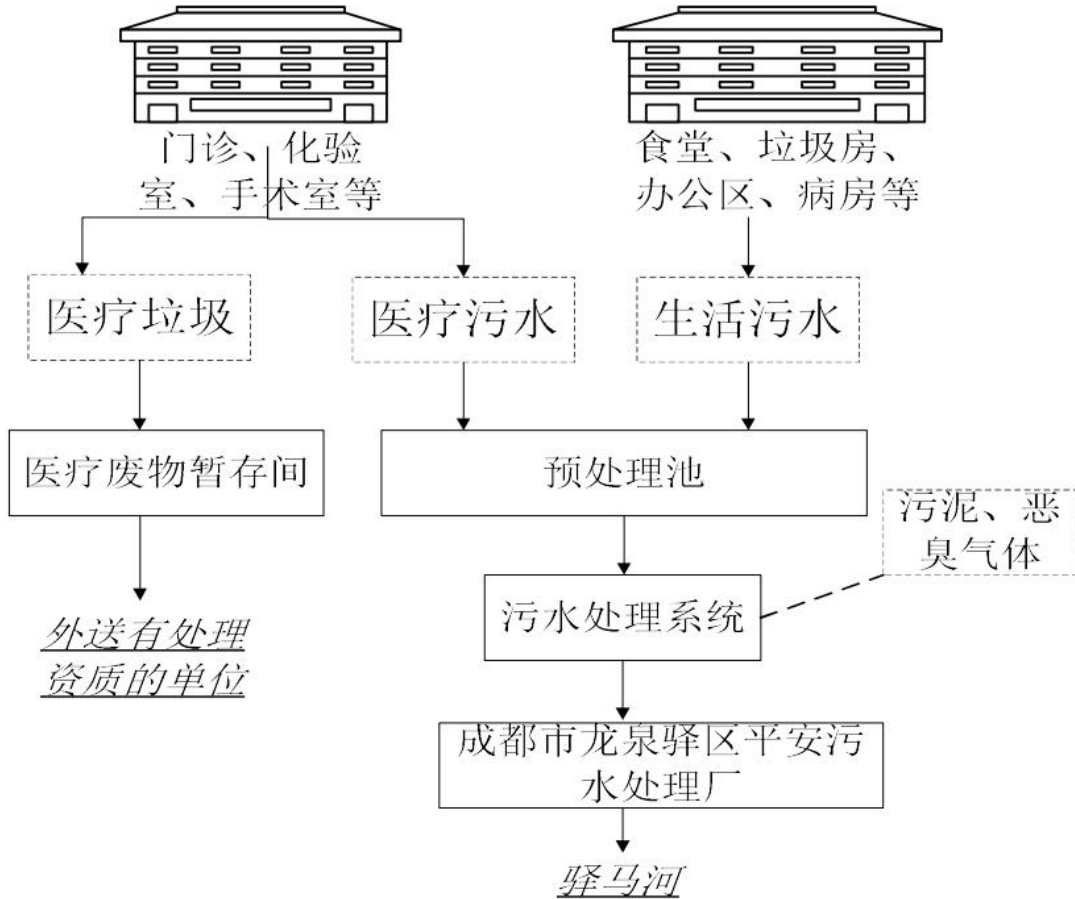 门诊、化验
室、手术室等
食堂、垃圾房、
办公区、病房等
医疗垃圾
医疗污水
生活污水
医疗废物暂存间
预处理池
污泥、恶
臭气体
污水处理系统
外送有处理
资质的单位
成都市龙泉驿区平安污
水处理厂
驿马河